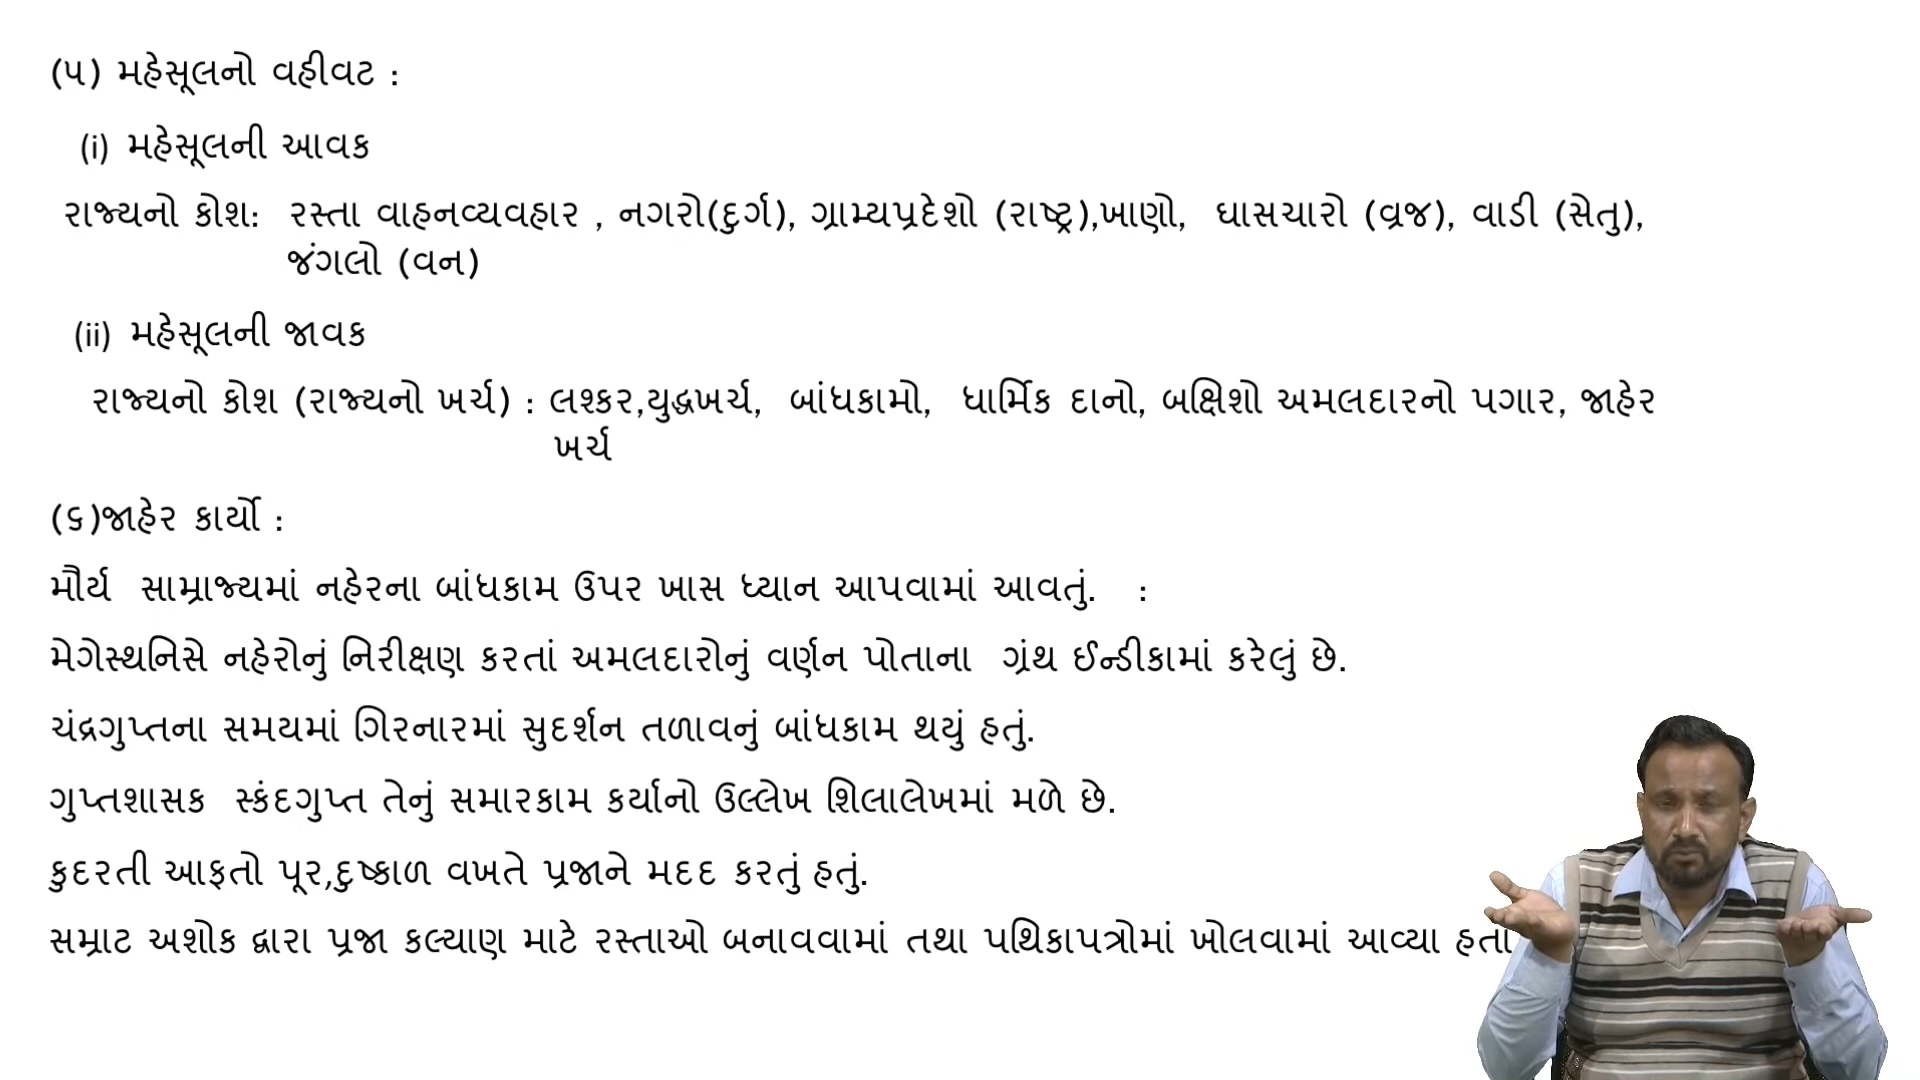 (૫) મહેસૂલનો વહીવટ :
(i) મહેસૂલની આવક
રાજ્યનો કોશ: રસ્તા વાહનવ્યવહાર , નગરો(દુર્ગ), ગ્રામ્યપ્રદેશો (રાષ્ટ્ર),ખાણો, ઘાસચારો (વ્રજ), વાડી (સેતુ),
જંગલો (વન)
(ii) મહેસૂલની જાવક
રાજ્યનો કોશ (રાજ્યનો ખર્ચ) : લશ્કર,યુદ્ધખર્ચ, બાંધકામો, ધાર્મિક દાનો, બક્ષિશો અમલદારનો પગાર, જાહેર
ખર્ચ
(૬)જાહેર કાર્યો :
મૌર્ય સામ્રાજ્યમાં નહેરના બાંધકામ ઉપર ખાસ ધ્યાન આપવામાં આવતું. :
મેગેસ્થનિસે નહેરોનું નિરીક્ષણ કરતાં અમલદારોનું વર્ણન પોતાના ગ્રંથ ઈન્ડીકામાં કરેલું છે.
ચંદ્રગુપ્તના સમયમાં ગિરનારમાં સુદર્શન તળાવનું બાંધકામ થયું હતું.
ગુપ્તશાસક સ્કંદગુપ્ત તેનું સમારકામ કર્યાનો ઉલ્લેખ શિલાલેખમાં મળે છે.
કુદરતી આફતો પૂર,દુષ્કાળ વખતે પ્રજાને મદદ કરતું હતું.
સમ્રાટ અશોક દ્વારા પ્રજા કલ્યાણ માટે રસ્તાઓ બનાવવામાં તથા પથિકાપત્રોમાં ખોલવામાં આવ્યા હતા